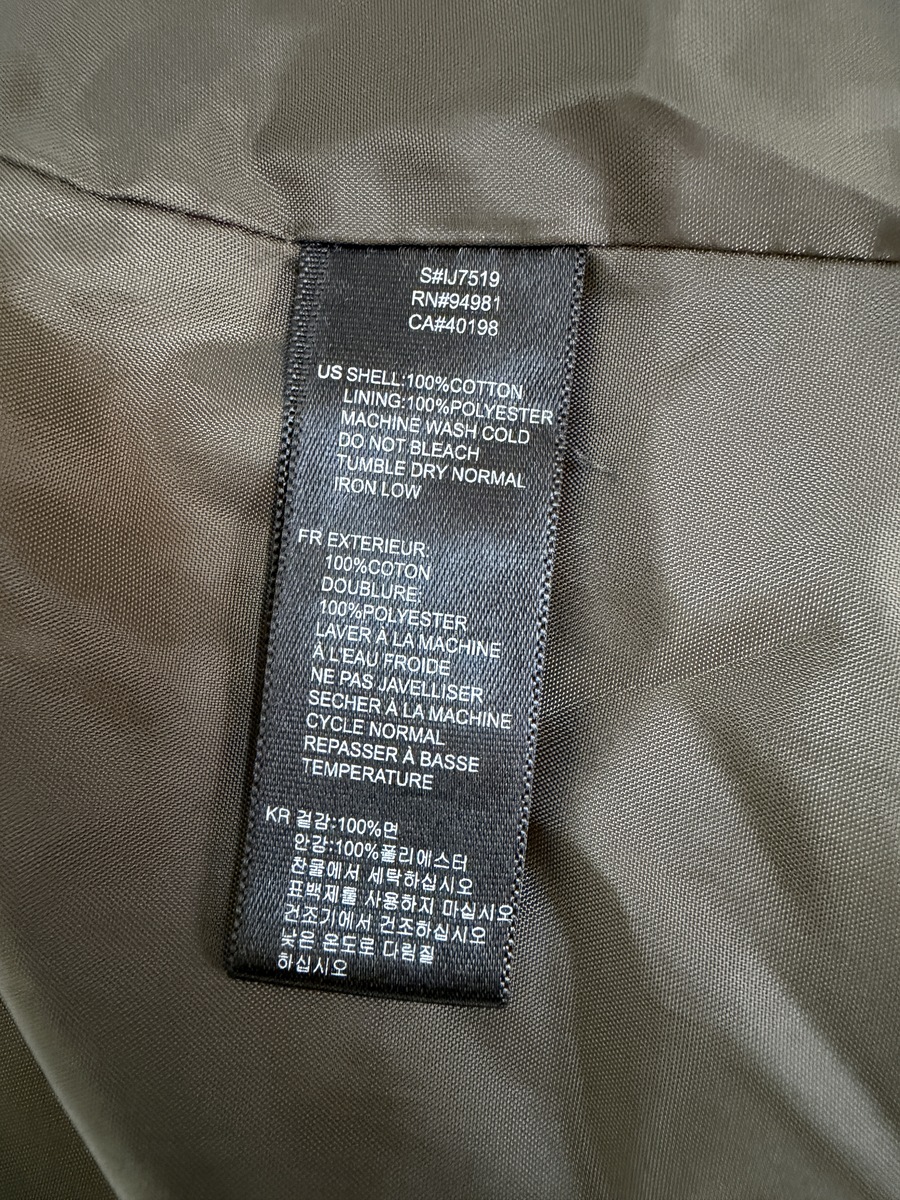 S#IJ7519
RN#94981
CA#40198
US SHELL:100%COTTON
LINING:100%POLYESTER
MACHINE WASH COLD
DO NOT BLEACH
TUMBLE DRY NORMAL
IRON LOW
FR EXTERIEUR:
100%COTON
DOUBLURE:
100%POLYESTER
LAVER À LA MACHINE
À L'EAU FROIDE
NE PAS JAVELLISER
SECHER À LA MACHINE
CYCLE NORMAL
REPASSER À BASSE
TEMPERATURE
KR 겉감:100%면
안감:100%폴리에스터
찬물에서 세탁하십시오
표백제를 사용하지 마십시오
건조기에서 건조하십시오
낮은 온도로 다림질
하십시오